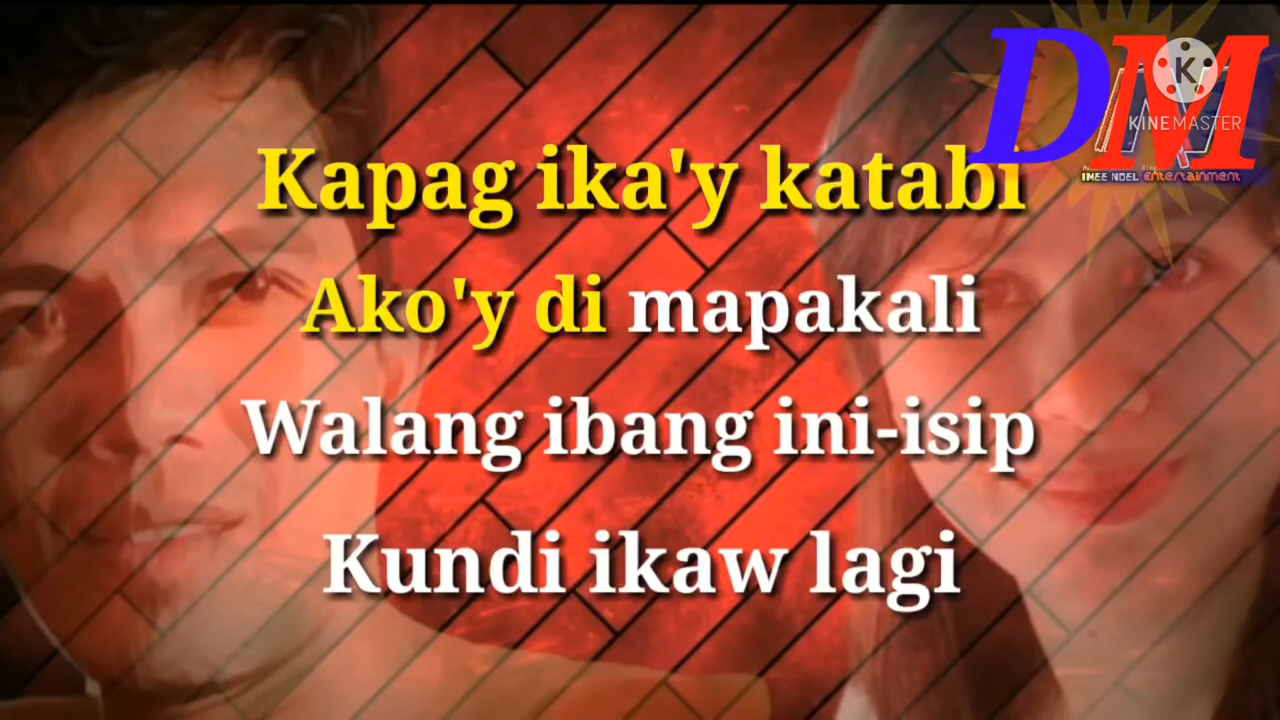 DM
KINEMASTER
IMEE NOEL Entertainment
Kapag ika'y katabi
Ako'y di mapakali
Walang ibang ini-isip
Kundi ikaw lagi